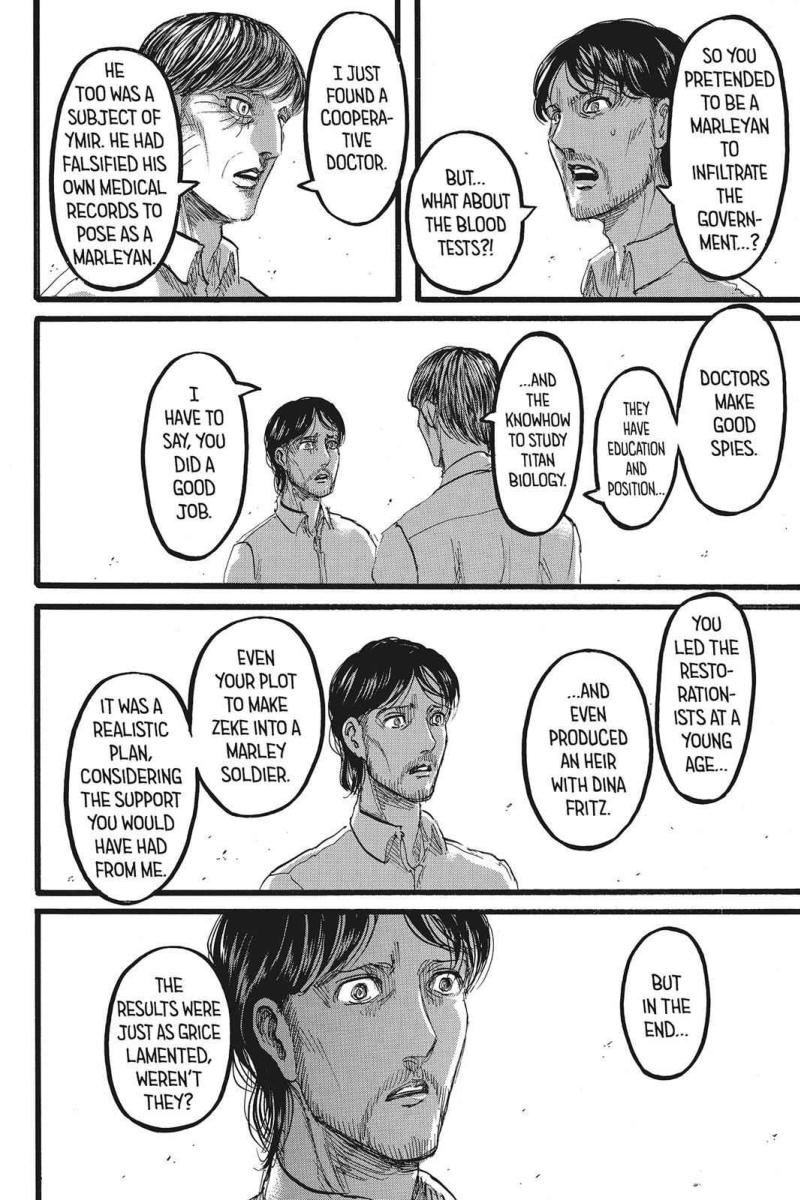 SO YOU
PRETENDED
TO BE A
MARLEYAN
TO
INFILTRATE
THE
GOVERN-
MENT...?
BUT...
WHAT ABOUT
THE BLOOD
TESTS?!
I JUST
FOUND A
COOPERA-
TIVE
DOCTOR.
HE
TOO WAS A
SUBJECT OF
YMIR. HE HAD
FALSIFIED HIS
OWN MEDICAL
RECORDS TO
POSE AS A
MARLEYAN.
DOCTORS
MAKE
GOOD
SPIES.
THEY
HAVE
EDUCATION
AND
POSITION...
...AND
THE
KNOWHOW
TO STUDY
TITAN
BIOLOGY.
I
HAVE TO
SAY, YOU
DID A
GOOD
JOB.
YOU
LED THE
RESTO-
RATION-
ISTS AT A
YOUNG
AGE...
...AND
EVEN
PRODUCED
AN HEIR
WITH DINA
FRITZ.
EVEN
YOUR PLOT
TO MAKE
ZEKE INTO A
MARLEY
SOLDIER.
IT WAS A
REALISTIC
PLAN,
CONSIDERING
THE SUPPORT
YOU WOULD
HAVE HAD
FROM ME.
BUT
IN THE
END...
THE
RESULTS WERE
JUST AS GRICE
LAMENTED,
WEREN'T
THEY?